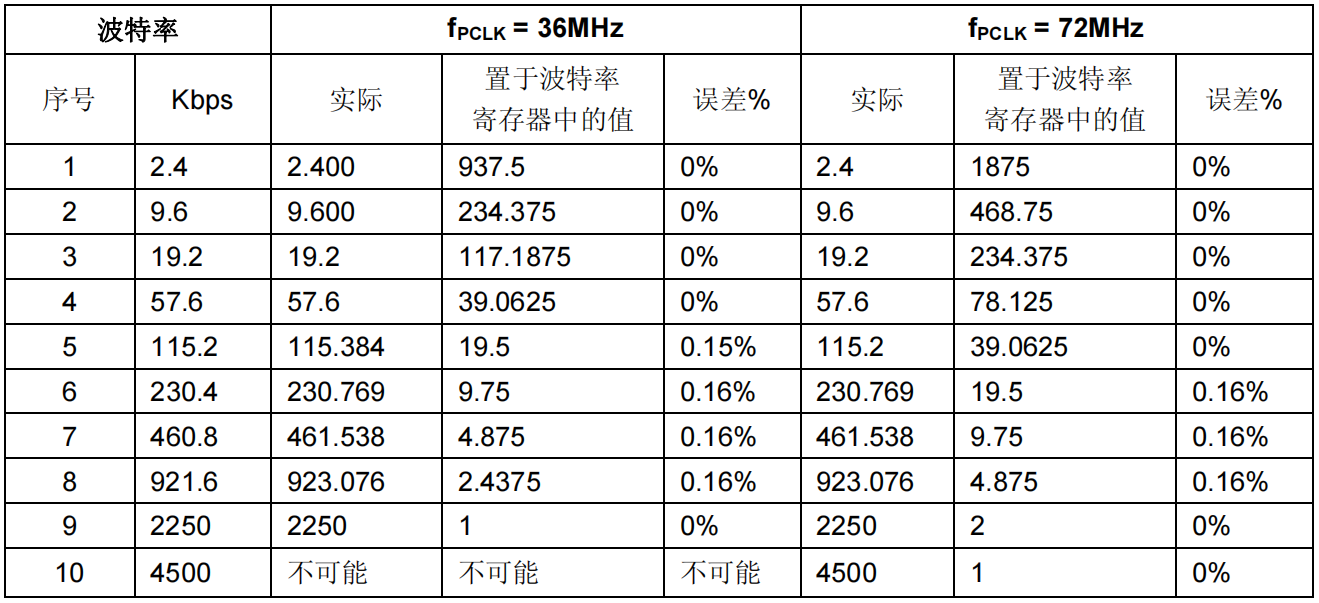 波特率 fPCLK = 36MHz fPCLK = 72MHz
序号 Kbps 实际 置于波特率 误差% 实际 置于波特率 误差%
寄存器中的值 寄存器中的值
1 2.4 2.400 937.5 0% 2.4 1875 0%
2 9.6 9.600 234.375 0% 9.6 468.75 0%
3 19.2 19.2 117.1875 0% 19.2 234.375 0%
4 57.6 57.6 39.0625 0% 57.6 78.125 0%
5 115.2 115.384 19.5 0.15% 115.2 39.0625 0%
6 230.4 230.769 9.75 0.16% 230.769 19.5 0.16%
7 460.8 461.538 4.875 0.16% 461.538 9.75 0.16%
8 921.6 923.076 2.4375 0.16% 923.076 4.875 0.16%
9 2250 2250 1 0% 2250 2 0%
10 4500 不可能 不可能 不可能 4500 1 0%